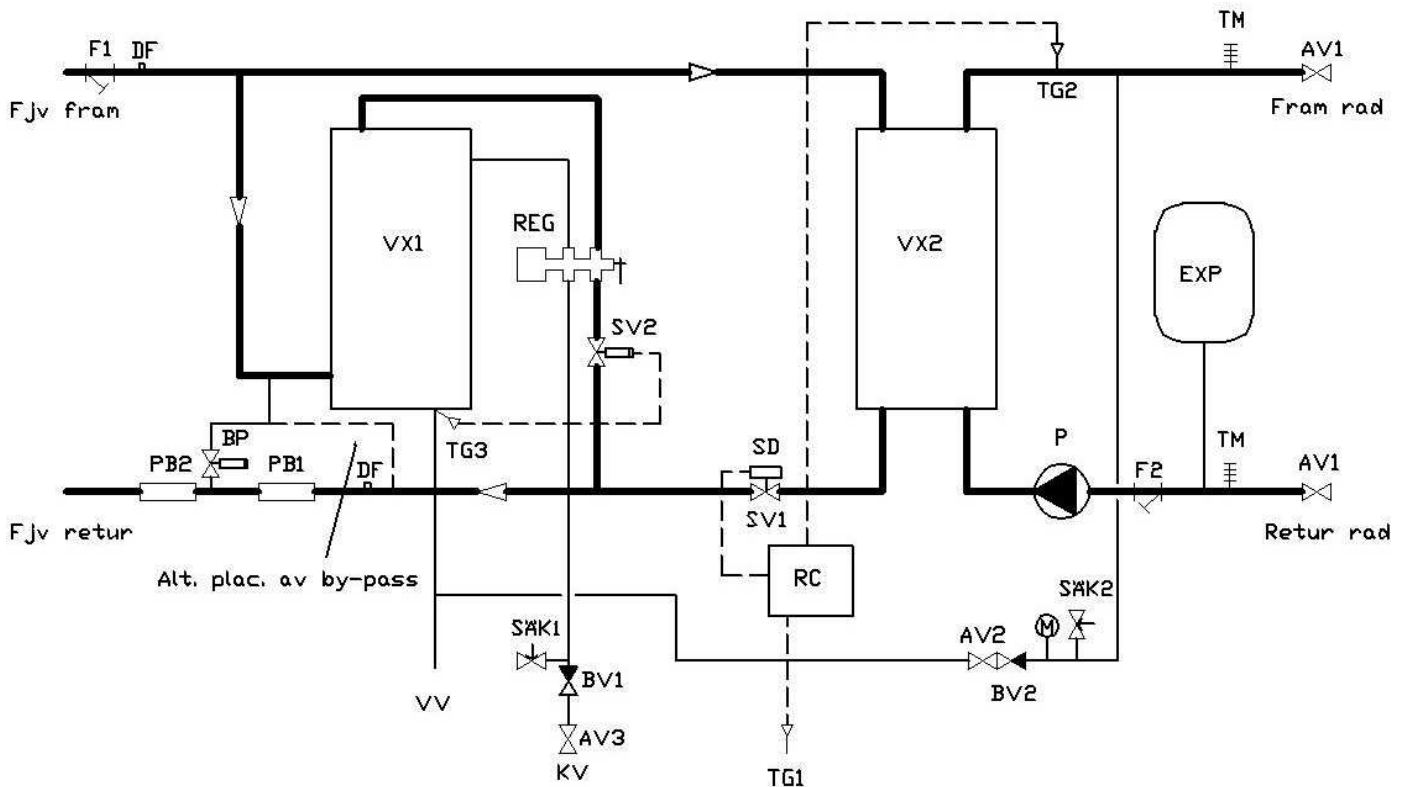 F1
DF
TM
AV1
Fjv fram
TG2
Fram rad
REG
VX1
VX2
EXP
SV2
BP
TG3
PB2
PB1
DF
SD
P
F2
TM
AV1
Fjv retur
SV1
Retur rad
Alt. plac. av by-pass
RC
SÄK1
SÄK2
AV2
M
VV
BV1
BV2
AV3
KV
TG1